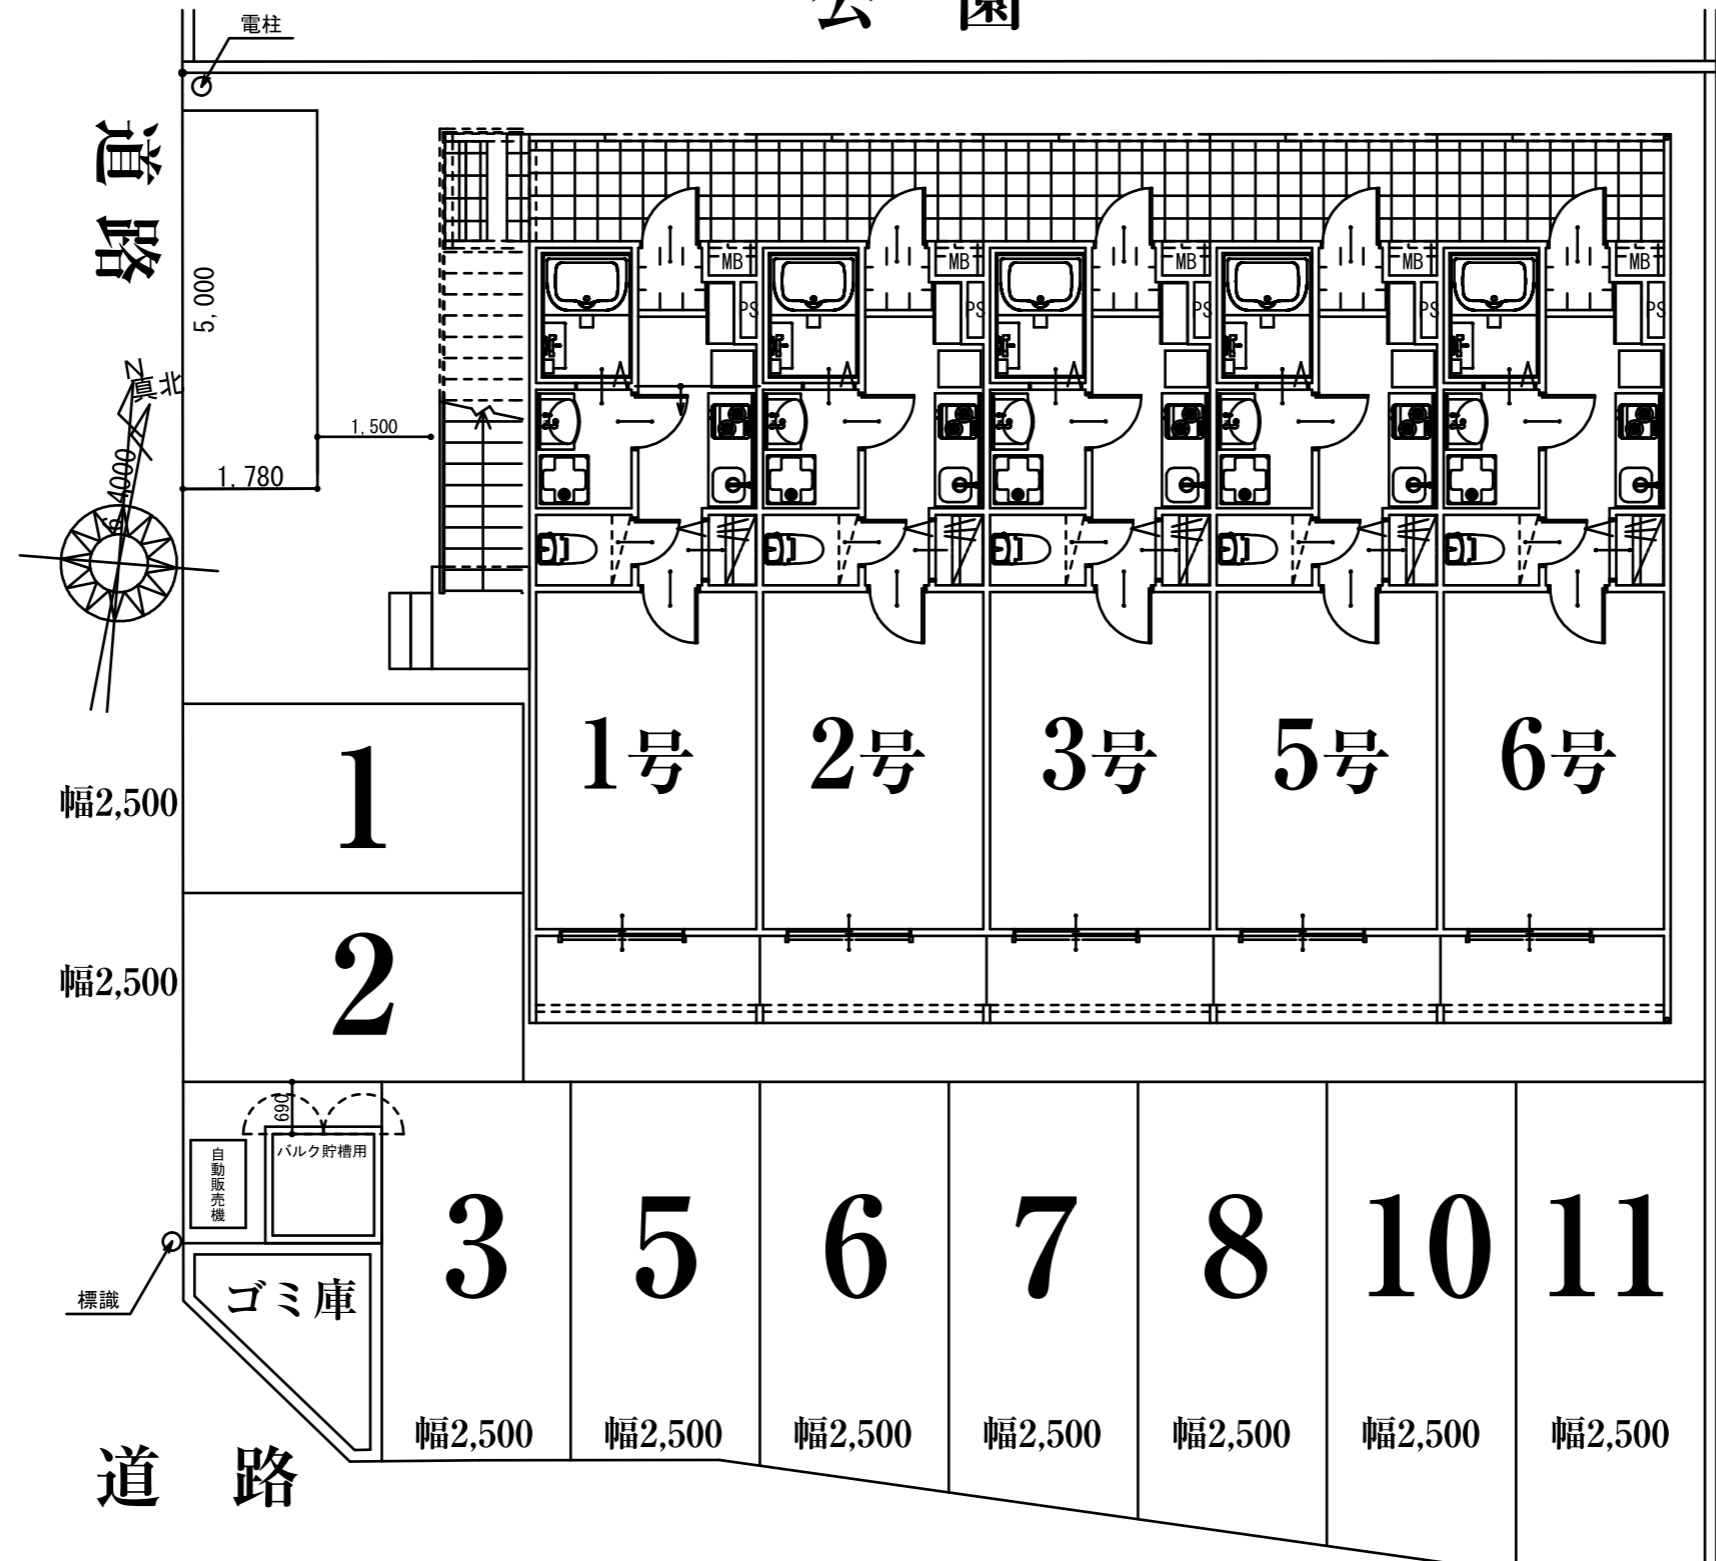 公 園
電柱
道路
5,000
1,500
1,780
N
真北
6.4000
MB
MB
MB
MB
MB
PS
PS
PS
PS
PS
1号
2号
3号
5号
6号
1
幅2,500
2
幅2,500
690
バルク貯槽用
自動販売機
標識
ゴミ庫
3
5
6
7
8
10
11
幅2,500
幅2,500
幅2,500
幅2,500
幅2,500
幅2,500
幅2,500
道 路